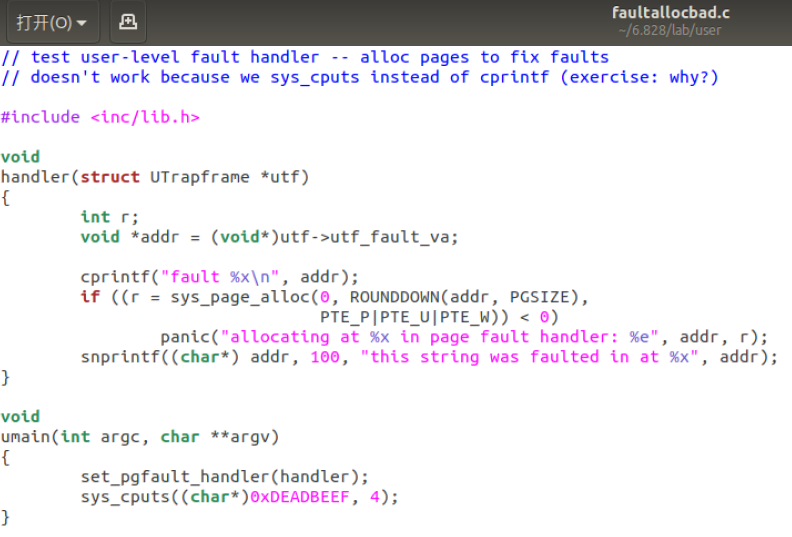 打开(O)
faultallocbad.c
~/6.828/lab/user
// test user-level fault handler -- alloc pages to fix faults
// doesn't work because we sys_cputs instead of cprintf (exercise: why?)
#include <inc/lib.h>
void
handler(struct UTrapframe *utf)
{
        int r;
        void *addr = (void*)utf->utf_fault_va;
        cprintf("fault %x\n", addr);
        if ((r = sys_page_alloc(0, ROUNDDOWN(addr, PGSIZE),
                                PTE_P|PTE_U|PTE_W)) < 0)
                panic("allocating at %x in page fault handler: %e", addr, r);
        snprintf((char*) addr, 100, "this string was faulted in at %x", addr);
}
void
umain(int argc, char **argv)
{
        set_pgfault_handler(handler);
        sys_cputs((char*)0xDEADBEEF, 4);
}